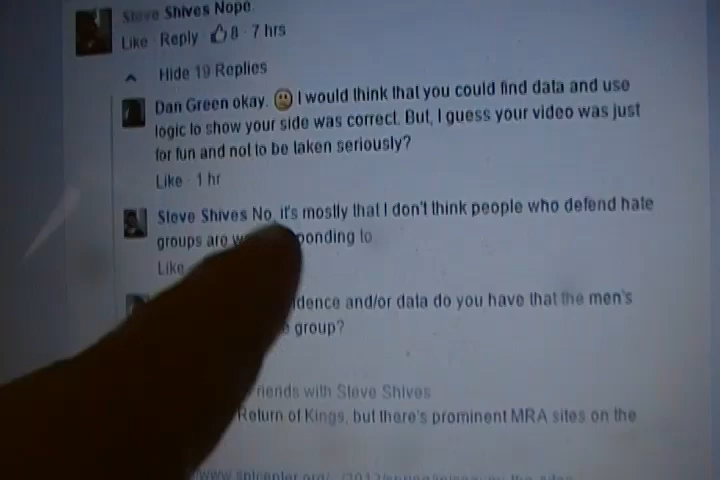 Steve Shives Nope.
Like · Reply · 8 · 7 hrs
Hide 19 Replies
Dan Green okay. I would think that you could find data and use
logic to show your side was correct. But, I guess your video was just
for fun and not to be taken seriously?
Like · 1 hr
Steve Shives No, it's mostly that I don't think people who defend hate
groups are ponding to
Like
idence and/or data do you have that the men's
group?
riends with Steve Shives
Return of Kings, but there's prominent MRA sites on the